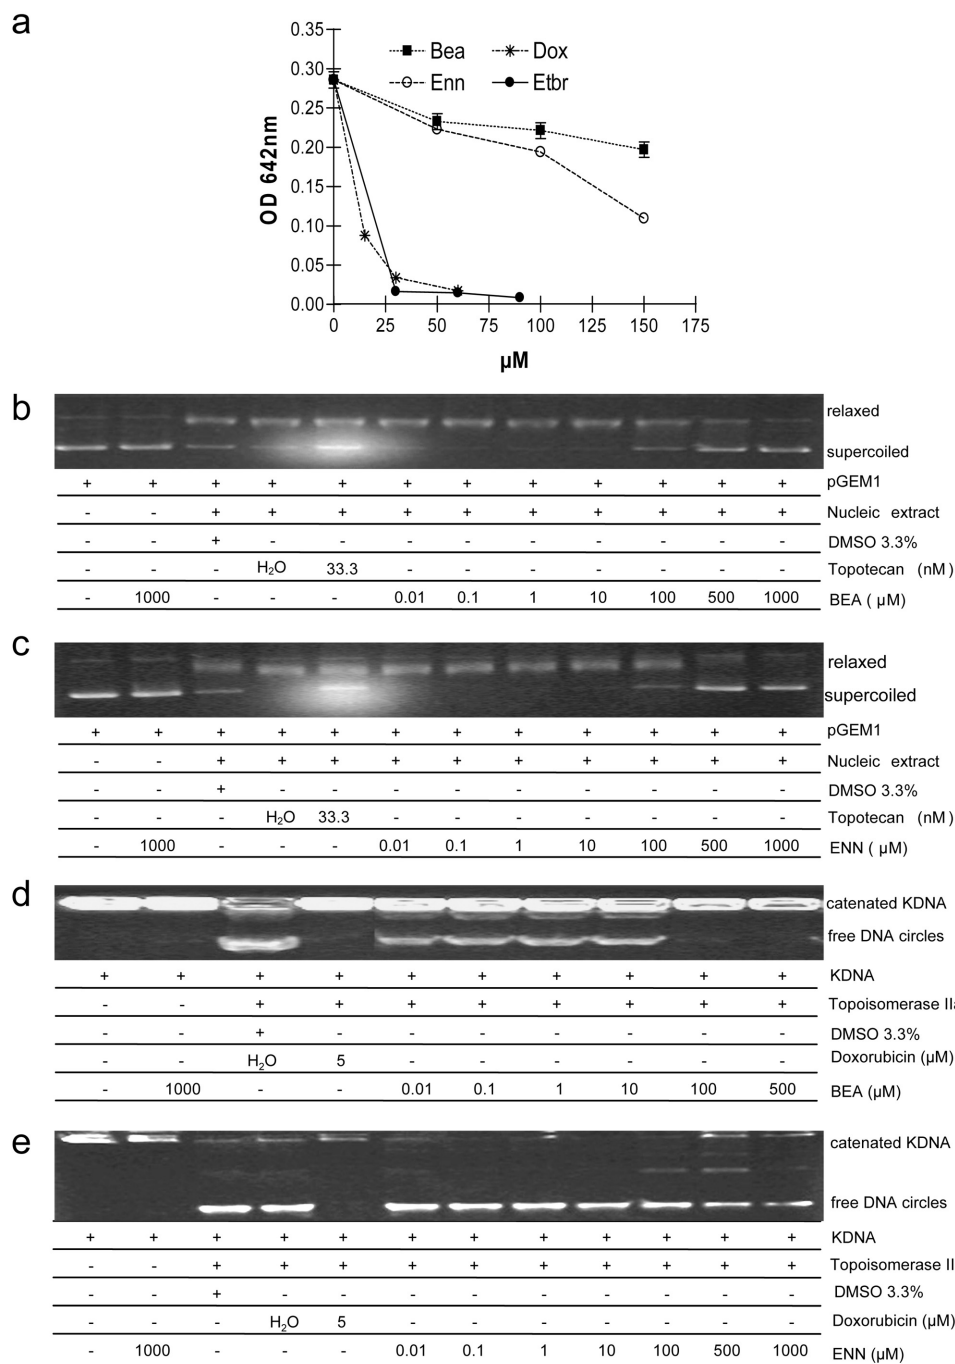 a
0.35
0.30
0.25
0.20
0.15
0.10
0.05
0.00
OD 642nm
Bea
Dox
Enn
Etbr
0 25 50 75 100 125 150 175
µM
b
relaxed
supercoiled
+ + + + + + + + + + + + pGEM1
- - + + + + + + + + + + Nucleic extract
- - + - - - - - - - - - DMSO 3.3%
- - - H₂O 33.3 - - - - - - - Topotecan (nM)
- 1000 - - - 0.01 0.1 1 10 100 500 1000 BEA ( µM)
c
relaxed
supercoiled
+ + + + + + + + + + + + pGEM1
- - + + + + + + + + + + Nucleic extract
- - + - - - - - - - - - DMSO 3.3%
- - - H₂O 33.3 - - - - - - - Topotecan (nM)
- 1000 - - - 0.01 0.1 1 10 100 500 1000 ENN ( µM)
d
catenated KDNA
free DNA circles
+ + + + + + + + + + KDNA
- - + + + + + + + + Topoisomerase IIa
- - + - - - - - - - DMSO 3.3%
- - H₂O 5 - - - - - - Doxorubicin (µM)
- 1000 - - 0.01 0.1 1 10 100 500 BEA (µM)
e
catenated KDNA
free DNA circles
+ + + + + + + + + + + + KDNA
- - + + + + + + + + + + Topoisomerase II
- - + - - - - - - - - - DMSO 3.3%
- - - H₂O 5 - - - - - - - Doxorubicin (µM)
- 1000 - - - 0.01 0.1 1 10 100 500 1000 ENN (µM)